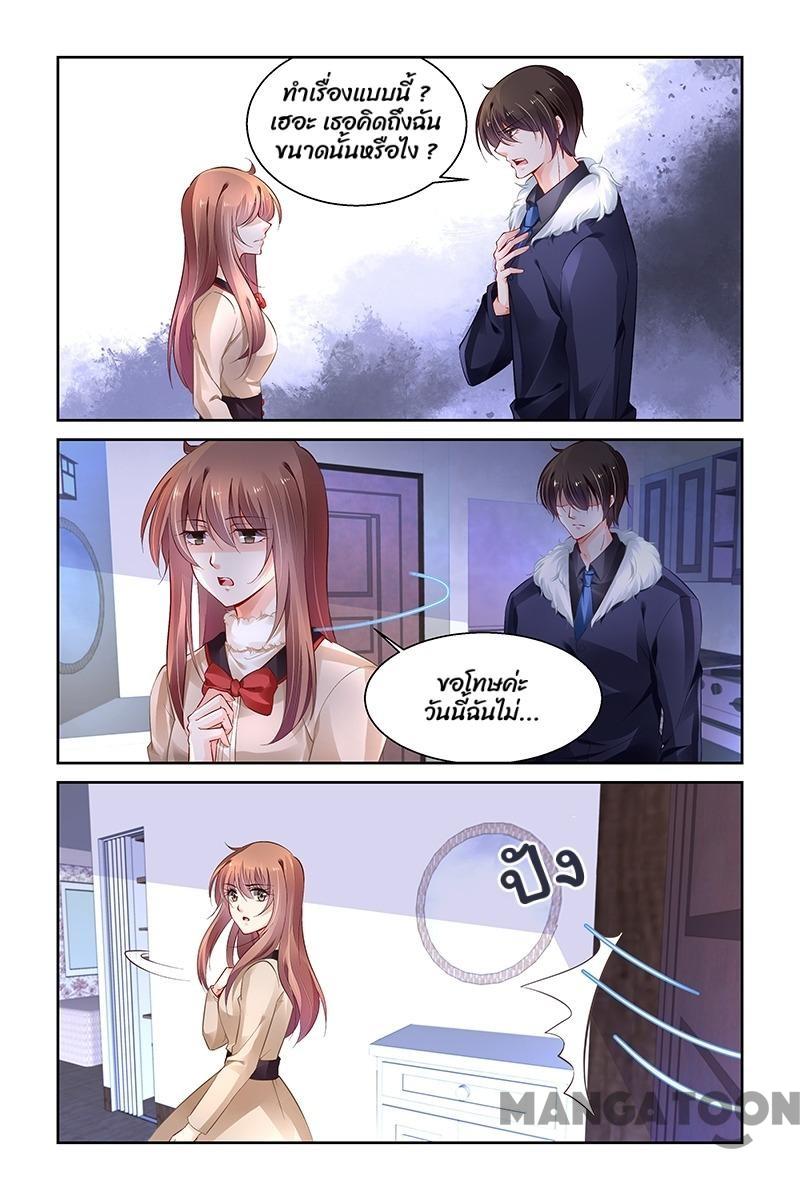 ทำเรื่องแบบนี้ ?
เฮอะ เธอคิดถึงฉัน
ขนาดนั้นหรือไง ?
ขอโทษค่ะ
วันนี้ฉันไม่...
ปัง
MANGATOON